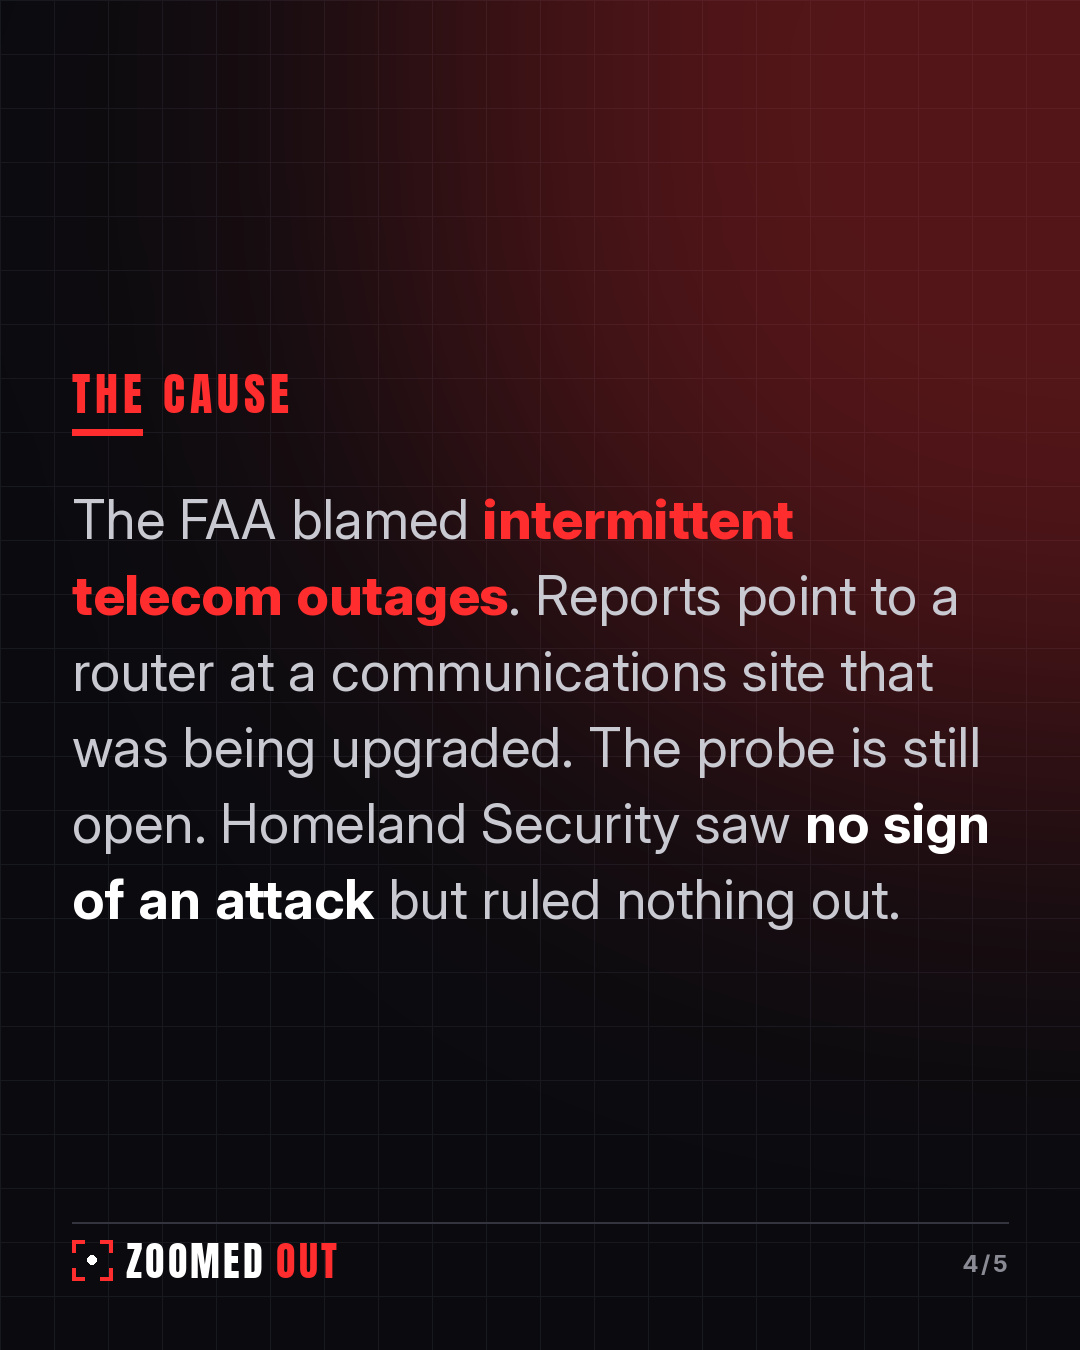 THE CAUSE
The FAA blamed intermittent
telecom outages. Reports point to a
router at a communications site that
was being upgraded. The probe is still
open. Homeland Security saw no sign
of an attack but ruled nothing out.
ZOOMED OUT
4/5